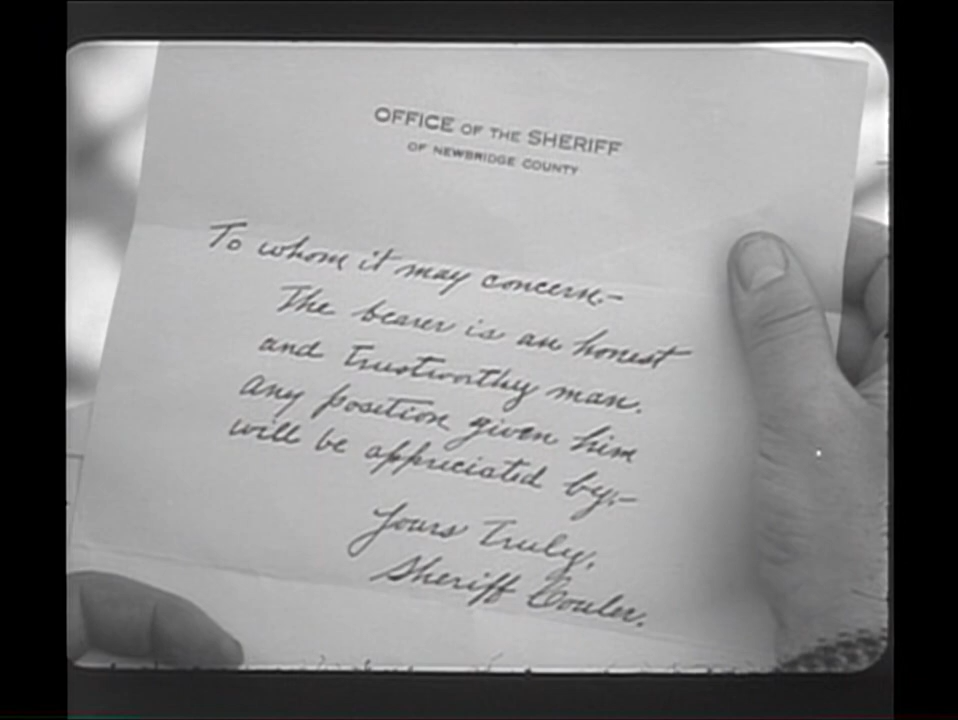 OFFICE OF THE SHERIFF
OF NEWBRIDGE COUNTY
To whom it may concern.–
The bearer is an honest
and trustworthy man.
any position given him
will be appreciated by;–
Yours Truly,
Sheriff Couler.